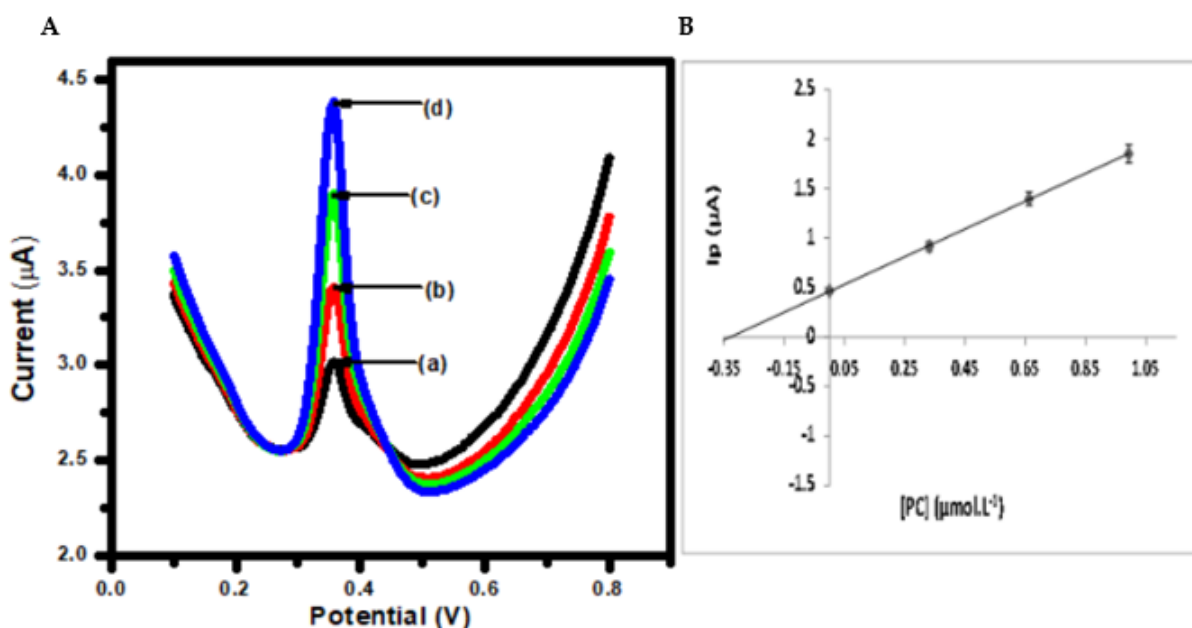 A
B
4.5
4.0
3.5
3.0
2.5
2.0
0.0
0.2
0.4
0.6
0.8
Current (μA)
Potential (V)
(d)
(c)
(b)
(a)
2.5
2
1.5
1
0.5
0
-0.5
-1
-1.5
-0.35
-0.15
0.05
0.25
0.45
0.65
0.85
1.05
Ip (μA)
[PC] (μmol.L⁻¹)